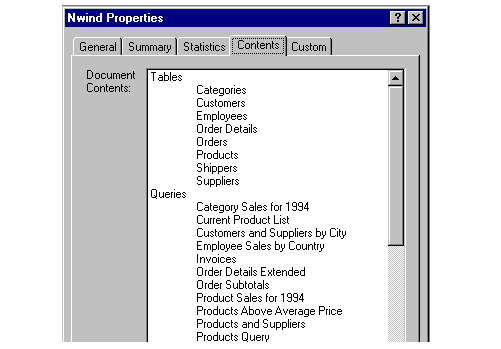 Nwind Properties
General Summary Statistics Contents Custom
Document Contents:
Tables
Categories
Customers
Employees
Order Details
Orders
Products
Shippers
Suppliers
Queries
Category Sales for 1994
Current Product List
Customers and Suppliers by City
Employee Sales by Country
Invoices
Order Details Extended
Order Subtotals
Product Sales for 1994
Products Above Average Price
Products and Suppliers
Products Query